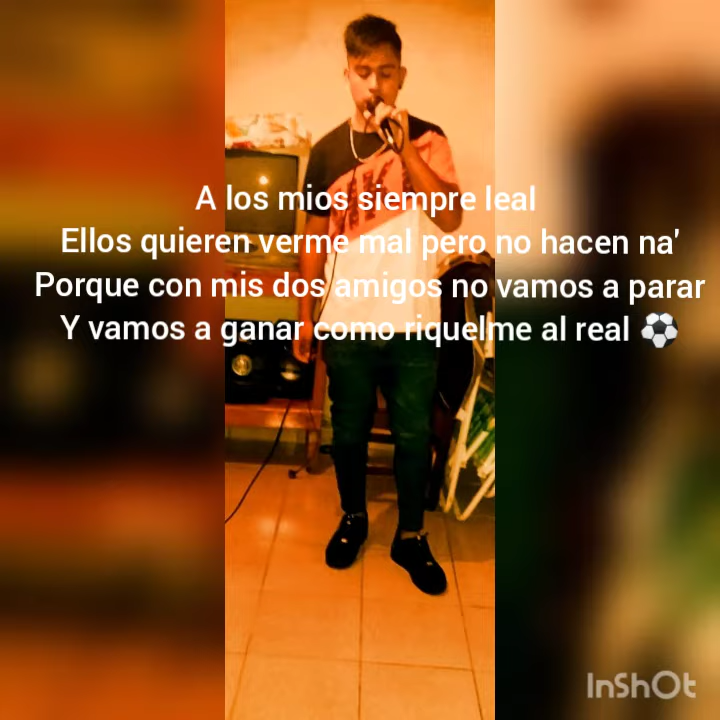 A los mios siempre leal
Ellos quieren verme mal pero no hacen na'
Porque con mis dos amigos no vamos a parar
Y vamos a ganar como riquelme al real ⚽
InShOt